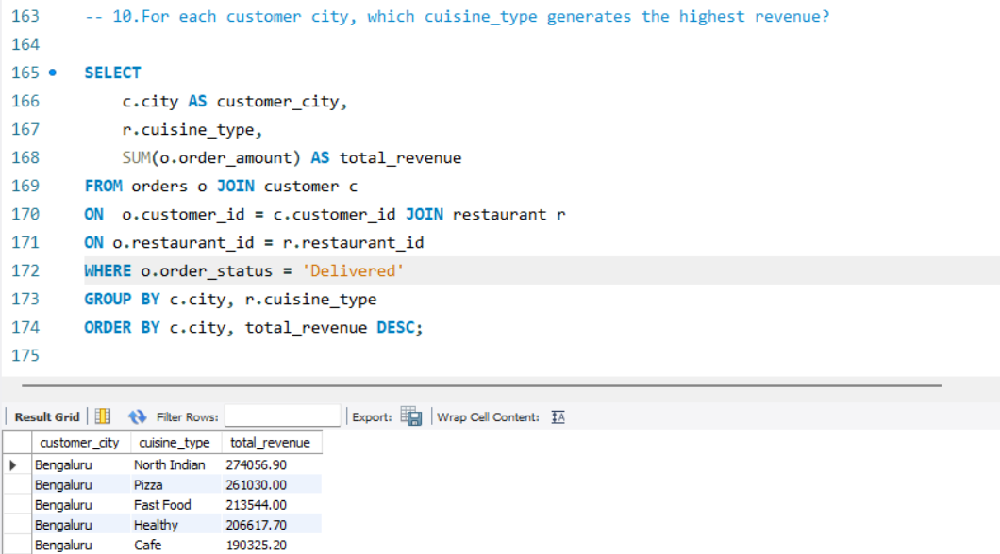 163 -- 10.For each customer city, which cuisine_type generates the highest revenue?
164
165 SELECT
166 c.city AS customer_city,
167 r.cuisine_type,
168 SUM(o.order_amount) AS total_revenue
169 FROM orders o JOIN customer c
170 ON o.customer_id = c.customer_id JOIN restaurant r
171 ON o.restaurant_id = r.restaurant_id
172 WHERE o.order_status = 'Delivered'
173 GROUP BY c.city, r.cuisine_type
174 ORDER BY c.city, total_revenue DESC;
175
Result Grid Filter Rows: Export: Wrap Cell Content: IA
customer_city cuisine_type total_revenue
Bengaluru North Indian 274056.90
Bengaluru Pizza 261030.00
Bengaluru Fast Food 213544.00
Bengaluru Healthy 206617.70
Bengaluru Cafe 190325.20